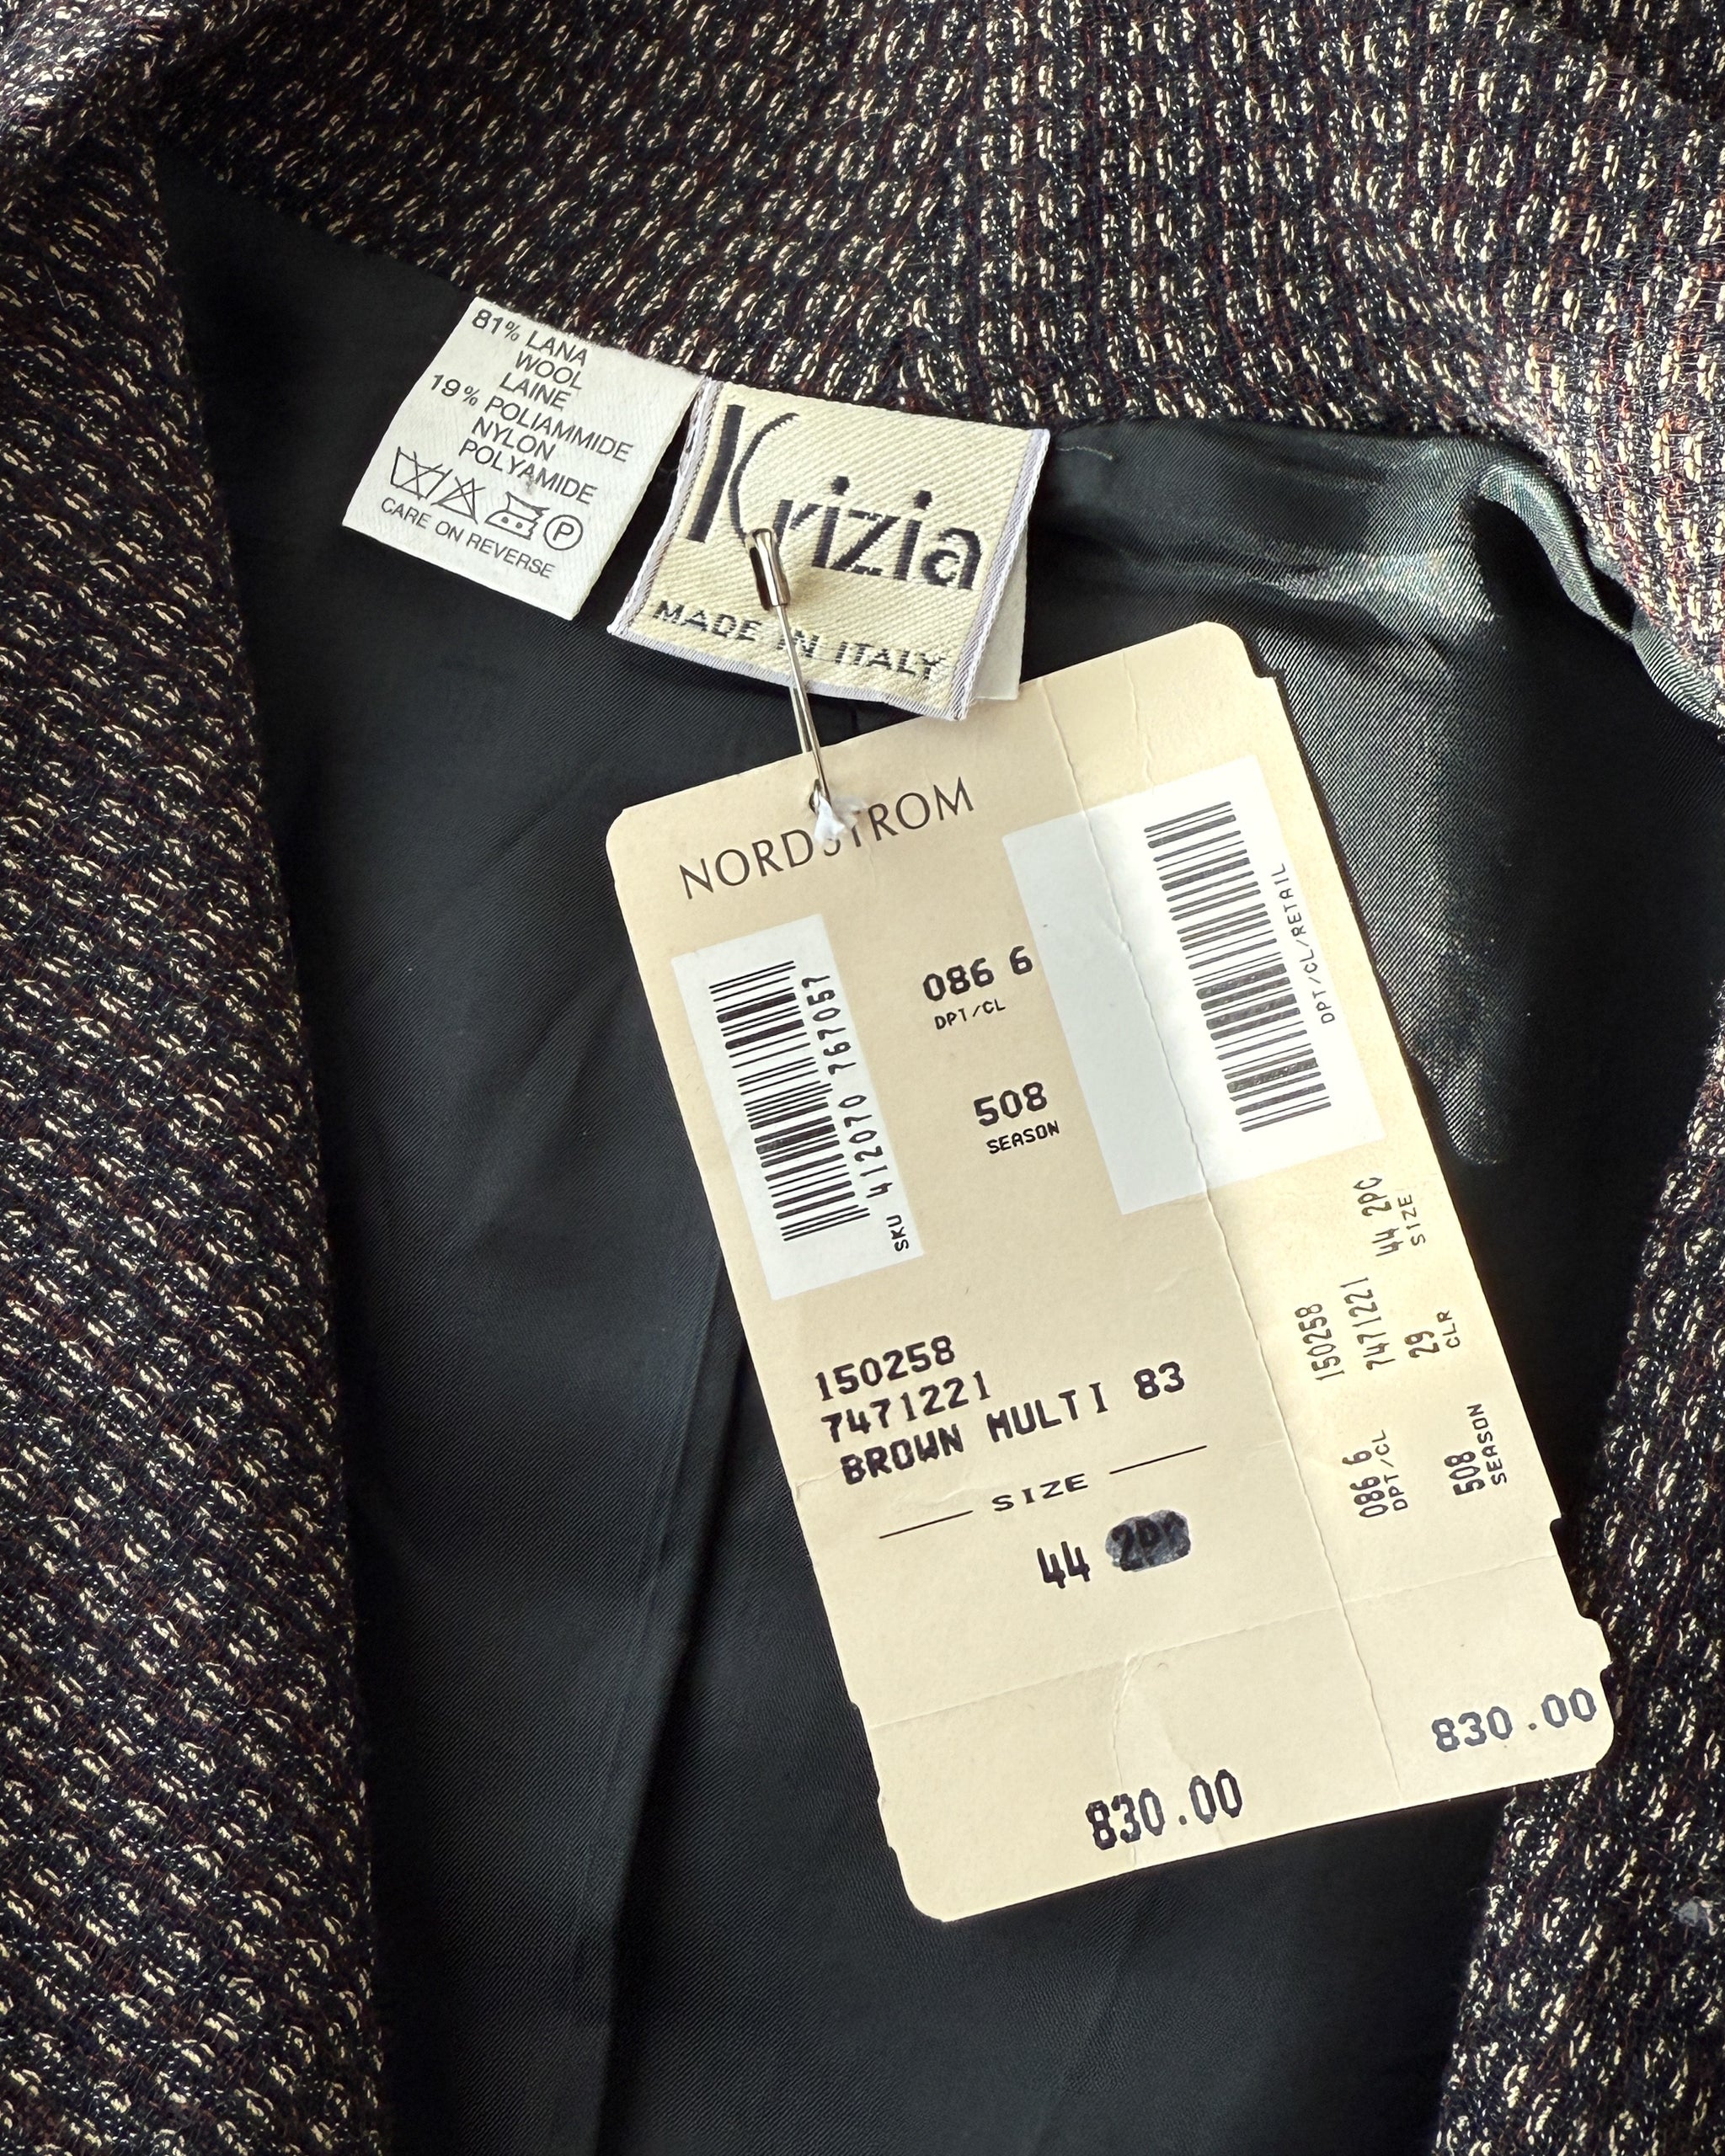 81% LANA
WOOL
LAINE
19% POLIAMMIDE
NYLON
POLYAMIDE
P
CARE ON REVERSE
Krizia
MADE IN ITALY
NORDSTROM
SKU 412070 767057
086 6
DPT/CL
508
SEASON
DPT/CL/RETAIL
150258
7471221
BROWN MULTI 83
SIZE
44 2PC
830.00
150258
7471221 44 2PC
SIZE
29
CLR
086 6
DPT/CL
508
SEASON
830.00